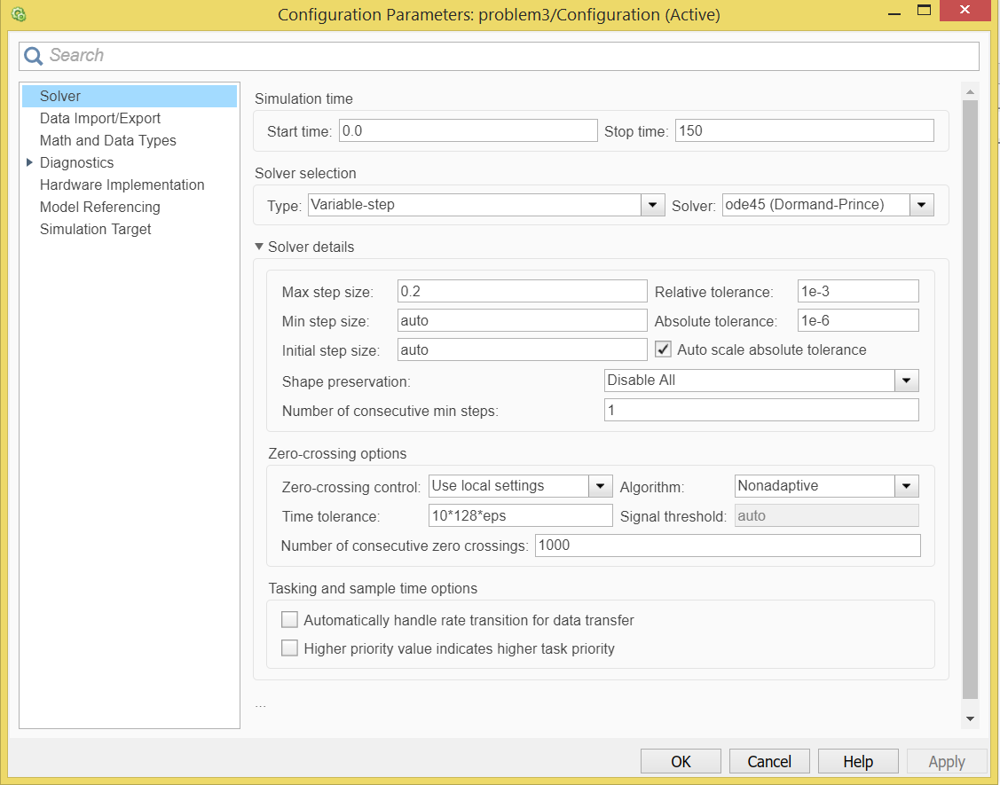 Configuration Parameters: problem3/Configuration (Active)
Search
Solver
Data Import/Export
Math and Data Types
Diagnostics
Hardware Implementation
Model Referencing
Simulation Target
Simulation time
Start time: 0.0 Stop time: 150
Solver selection
Type: Variable-step Solver: ode45 (Dormand-Prince)
Solver details
Max step size: 0.2 Relative tolerance: 1e-3
Min step size: auto Absolute tolerance: 1e-6
Initial step size: auto Auto scale absolute tolerance
Shape preservation: Disable All
Number of consecutive min steps: 1
Zero-crossing options
Zero-crossing control: Use local settings Algorithm: Nonadaptive
Time tolerance: 10*128*eps Signal threshold: auto
Number of consecutive zero crossings: 1000
Tasking and sample time options
Automatically handle rate transition for data transfer
Higher priority value indicates higher task priority
...
OK Cancel Help Apply